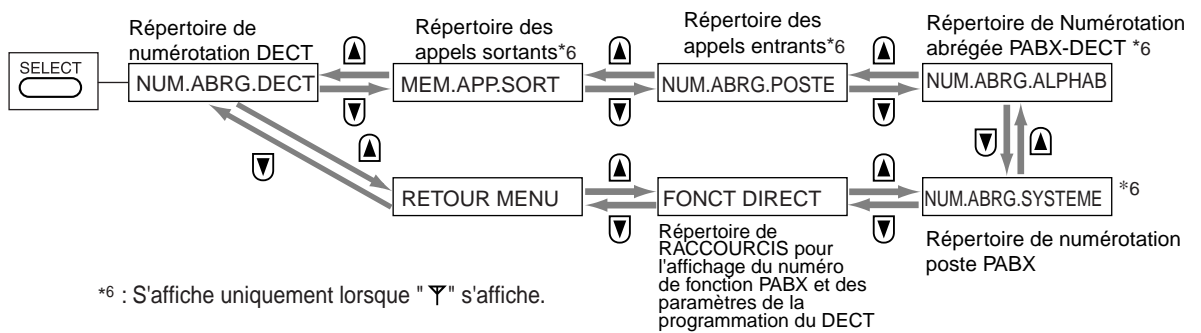 Répertoire de
numérotation DECT
Répertoire des
appels sortants*6
Répertoire des
appels entrants*6
Répertoire de Numérotation
abrégée PABX-DECT *6
SELECT
NUM.ABRG.DECT
MEM.APP.SORT
NUM.ABRG.POSTE
NUM.ABRG.ALPHAB
RETOUR MENU
FONCT DIRECT
NUM.ABRG.SYSTEME
*6
Répertoire de
RACCOURCIS pour
l'affichage du numéro
de fonction PABX et des
paramètres de la
programmation du DECT
Répertoire de numérotation
poste PABX
*6 : S'affiche uniquement lorsque " " s'affiche.